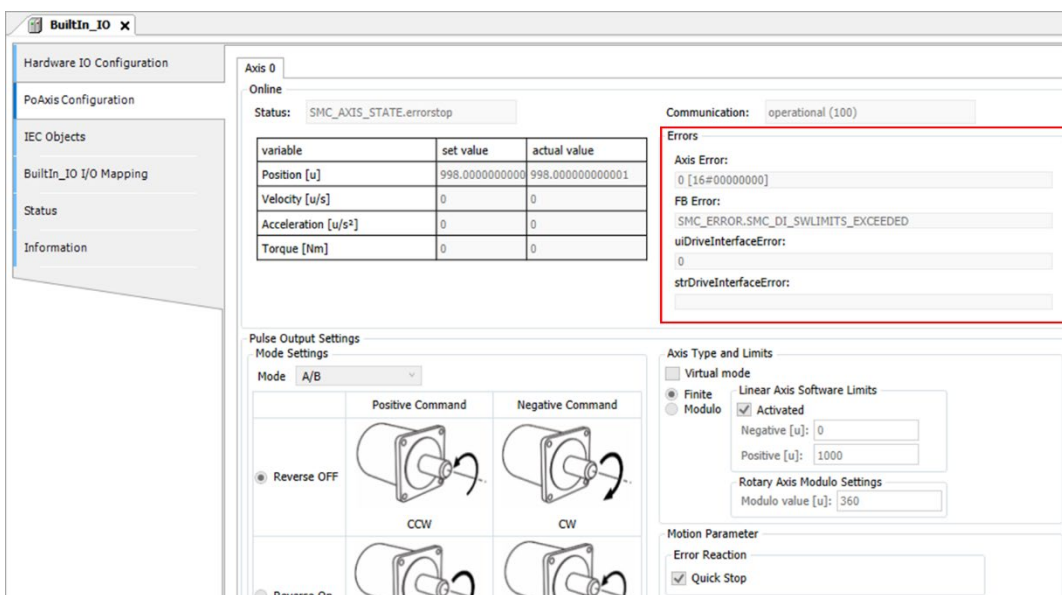 BuiltIn_IO X
Hardware IO Configuration
PoAxis Configuration
IEC Objects
BuiltIn_IO I/O Mapping
Status
Information
Axis 0
Online
Status: SMC_AXIS_STATE.errorstop
Communication: operational (100)
variable set value actual value
Position [u] 998.0000000000 998.000000000001
Velocity [u/s] 0 0
Acceleration [u/s²] 0 0
Torque [Nm] 0 0
Errors
Axis Error:
0 [16#00000000]
FB Error:
SMC_ERROR.SMC_DI_SWLIMITS_EXCEEDED
uiDriveInterfaceError:
0
strDriveInterfaceError:
Pulse Output Settings
Mode Settings
Mode A/B
Positive Command Negative Command
Reverse OFF
CCW CW
Reverse On
Axis Type and Limits
Virtual mode
Finite
Modulo
Linear Axis Software Limits
Activated
Negative [u]: 0
Positive [u]: 1000
Rotary Axis Modulo Settings
Modulo value [u]: 360
Motion Parameter
Error Reaction
Quick Stop